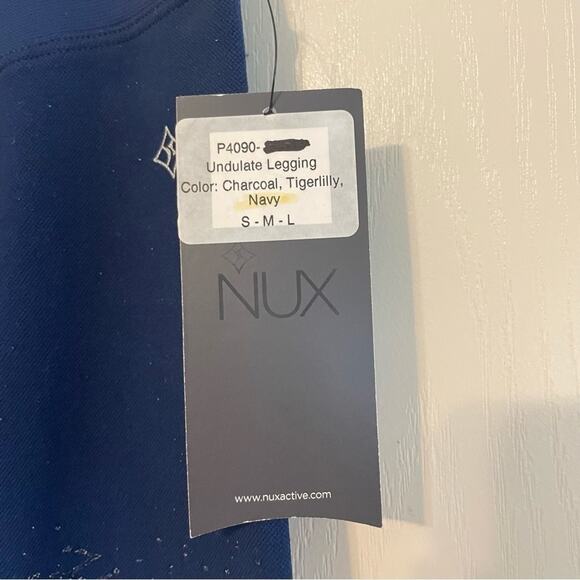 P4090-
Undulate Legging
Color: Charcoal, Tigerlilly,
Navy
S - M - L
NUX
www.nuxactive.com